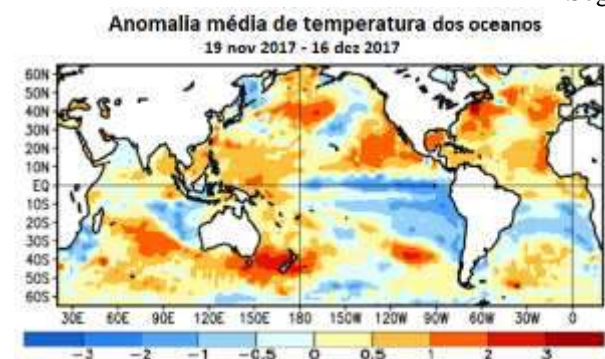 Anomalia média de temperatura dos oceanos
19 nov 2017 - 16 dez 2017
60N
50N
40N
30N
20N
10N
EQ
10S
20S
30S
40S
50S
60S
30E 60E 90E 120E 150E 180 150W 120W 90W 60W 30W 0
-3 -2 -1 -0.5 0 0.5 1 2 3